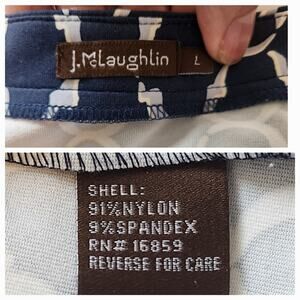 J.McLaughlin
L
SHELL:
91%NYLON
9%SPANDEX
RN# 16859
REVERSE FOR CARE